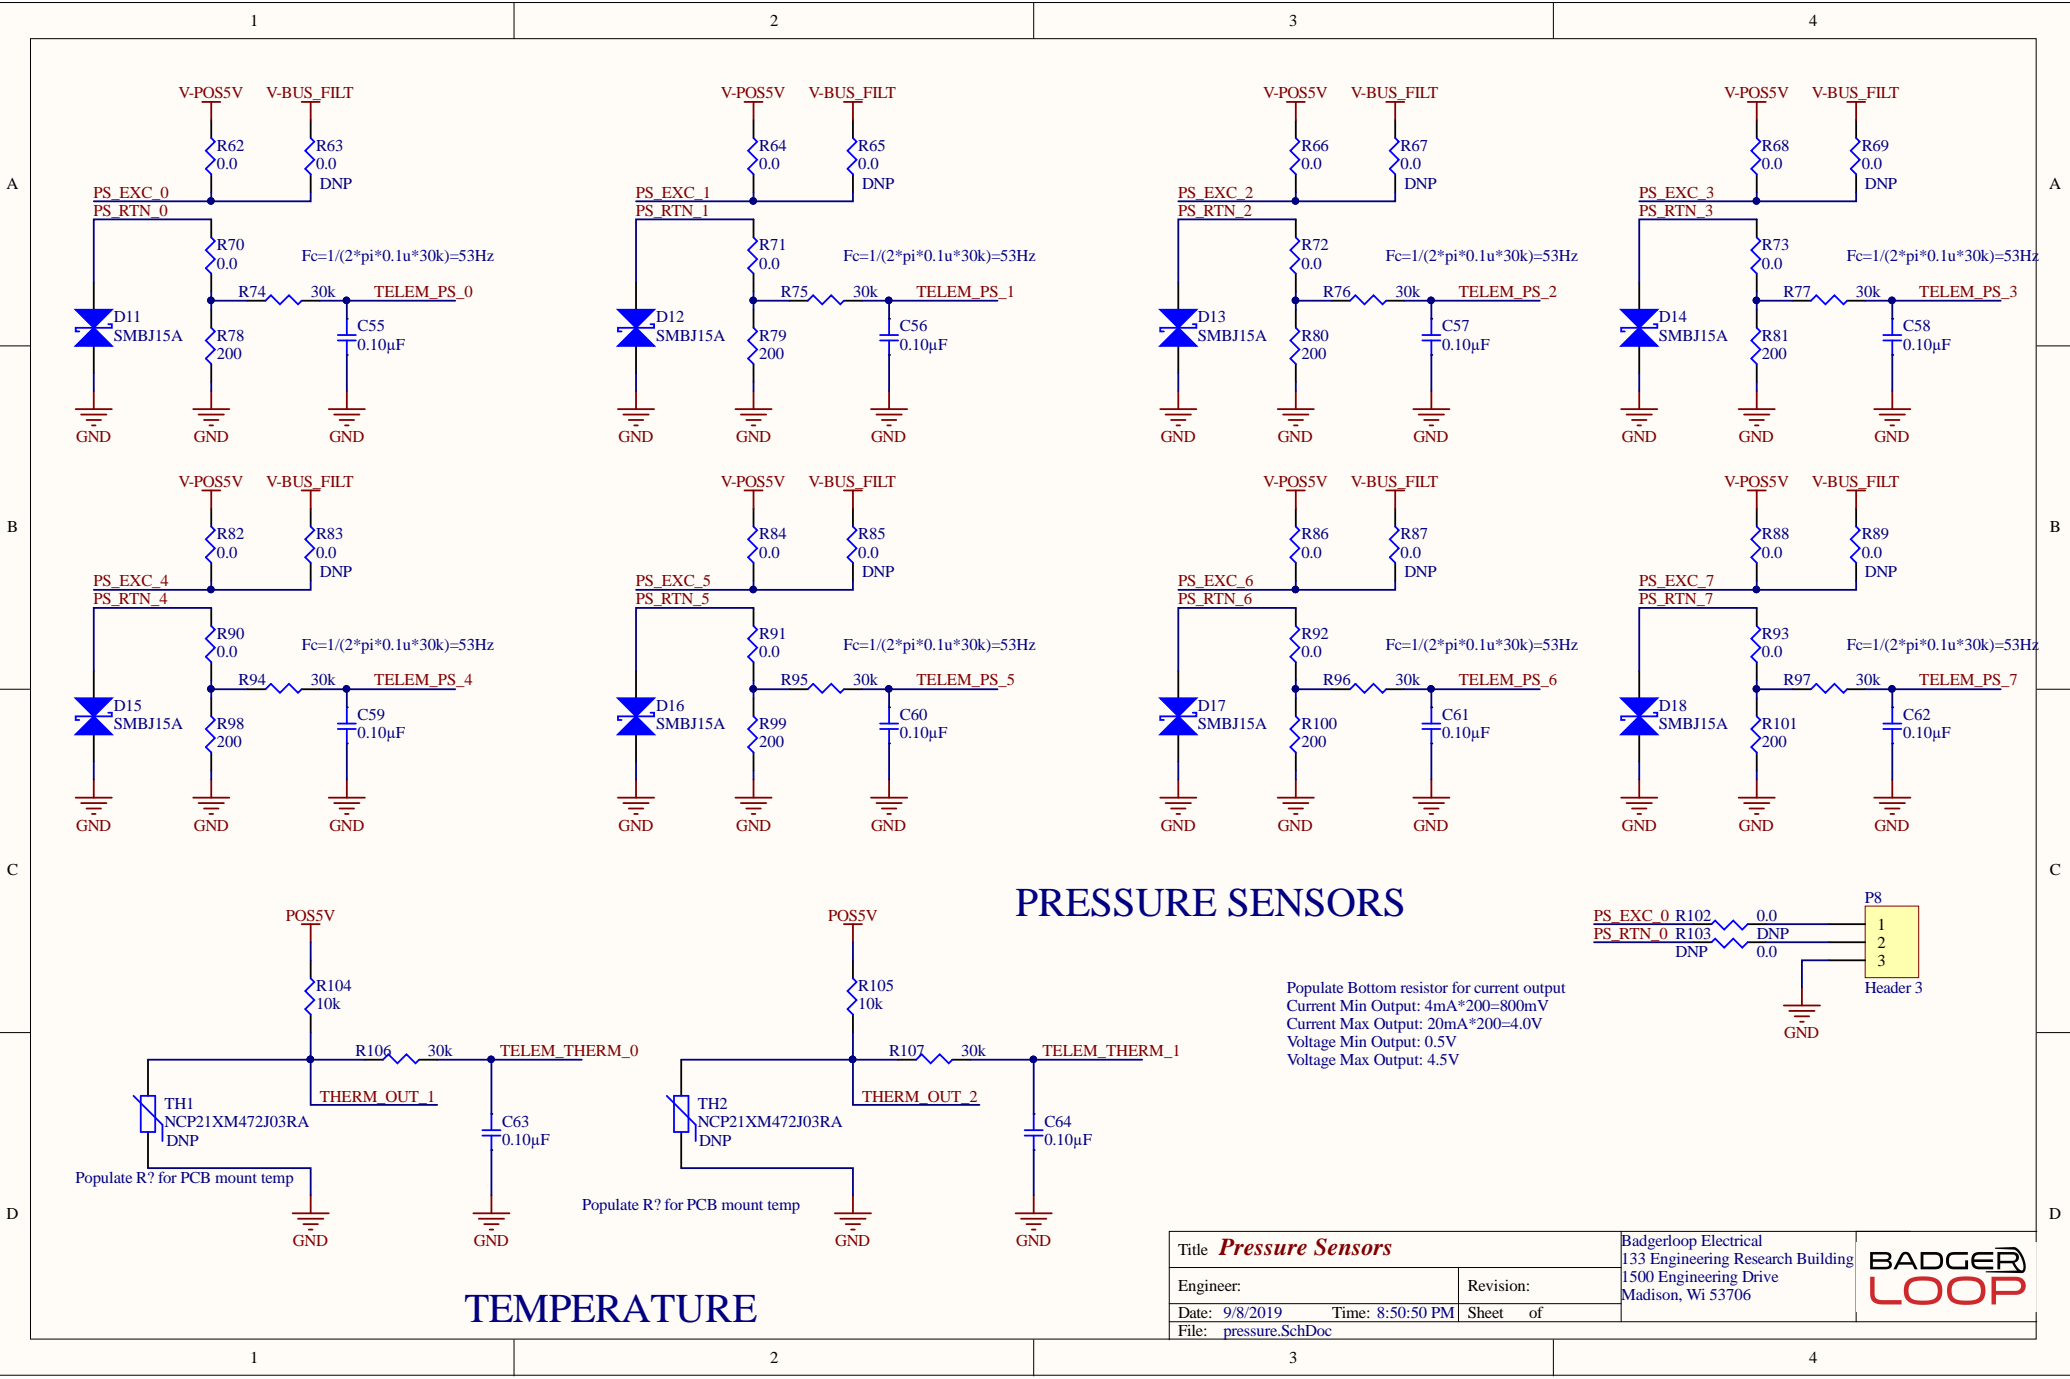 1 2 3 4
A A
B B
C C
D D
1 2 3 4
V-POS5V V-BUS_FILT
R62 0.0
R63 0.0 DNP
PS_EXC_0
PS_RTN_0
R70 0.0
Fc=1/(2*pi*0.1u*30k)=53Hz
R74 30k TELEM_PS_0
D11 SMBJ15A
R78 200
C55 0.10µF
GND GND GND
V-POS5V V-BUS_FILT
R64 0.0
R65 0.0 DNP
PS_EXC_1
PS_RTN_1
R71 0.0
Fc=1/(2*pi*0.1u*30k)=53Hz
R75 30k TELEM_PS_1
D12 SMBJ15A
R79 200
C56 0.10µF
GND GND GND
V-POS5V V-BUS_FILT
R66 0.0
R67 0.0 DNP
PS_EXC_2
PS_RTN_2
R72 0.0
Fc=1/(2*pi*0.1u*30k)=53Hz
R76 30k TELEM_PS_2
D13 SMBJ15A
R80 200
C57 0.10µF
GND GND GND
V-POS5V V-BUS_FILT
R68 0.0
R69 0.0 DNP
PS_EXC_3
PS_RTN_3
R73 0.0
Fc=1/(2*pi*0.1u*30k)=53Hz
R77 30k TELEM_PS_3
D14 SMBJ15A
R81 200
C58 0.10µF
GND GND GND
V-POS5V V-BUS_FILT
R82 0.0
R83 0.0 DNP
PS_EXC_4
PS_RTN_4
R90 0.0
Fc=1/(2*pi*0.1u*30k)=53Hz
R94 30k TELEM_PS_4
D15 SMBJ15A
R98 200
C59 0.10µF
GND GND GND
V-POS5V V-BUS_FILT
R84 0.0
R85 0.0 DNP
PS_EXC_5
PS_RTN_5
R91 0.0
Fc=1/(2*pi*0.1u*30k)=53Hz
R95 30k TELEM_PS_5
D16 SMBJ15A
R99 200
C60 0.10µF
GND GND GND
V-POS5V V-BUS_FILT
R86 0.0
R87 0.0 DNP
PS_EXC_6
PS_RTN_6
R92 0.0
Fc=1/(2*pi*0.1u*30k)=53Hz
R96 30k TELEM_PS_6
D17 SMBJ15A
R100 200
C61 0.10µF
GND GND GND
V-POS5V V-BUS_FILT
R88 0.0
R89 0.0 DNP
PS_EXC_7
PS_RTN_7
R93 0.0
Fc=1/(2*pi*0.1u*30k)=53Hz
R97 30k TELEM_PS_7
D18 SMBJ15A
R101 200
C62 0.10µF
GND GND GND
PRESSURE SENSORS
P8
PS_EXC_0 R102 0.0 1
PS_RTN_0 R103 DNP 2
DNP 0.0 3
Header 3
GND
Populate Bottom resistor for current output
Current Min Output: 4mA*200=800mV
Current Max Output: 20mA*200=4.0V
Voltage Min Output: 0.5V
Voltage Max Output: 4.5V
POS5V
R104
10k
R106 30k TELEM_THERM_0
THERM_OUT_1
TH1
NCP21XM472J03RA
DNP
C63
0.10µF
Populate R? for PCB mount temp
GND GND
POS5V
R105
10k
R107 30k TELEM_THERM_1
THERM_OUT_2
TH2
NCP21XM472J03RA
DNP
C64
0.10µF
Populate R? for PCB mount temp
GND GND
TEMPERATURE
Title Pressure Sensors
Engineer: Revision:
Date: 9/8/2019 Time: 8:50:50 PM Sheet of
File: pressure.SchDoc
Badgerloop Electrical
133 Engineering Research Building
1500 Engineering Drive
Madison, Wi 53706
BADGER
LOOP